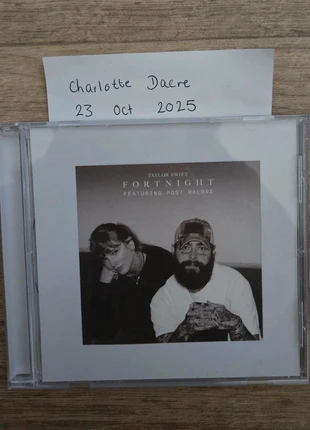 Charlotte Dacre
23 Oct 2025
TAYLOR SWIFT
FORTNIGHT
FEATURING POST MALONE